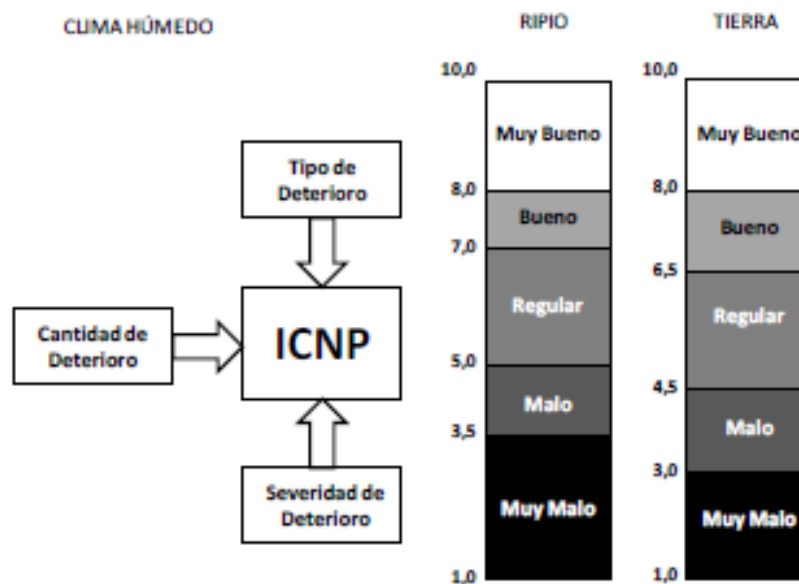 CLIMA HÚMEDO
RIPIO
TIERRA
10,0
10,0
Muy Bueno
Muy Bueno
Tipo de
Deterioro
8,0
8,0
Bueno
Bueno
7,0
6,5
Cantidad de
Deterioro
ICNP
Regular
Regular
5,0
4,5
Malo
Malo
3,5
3,0
Severidad de
Deterioro
Muy Malo
Muy Malo
1,0
1,0